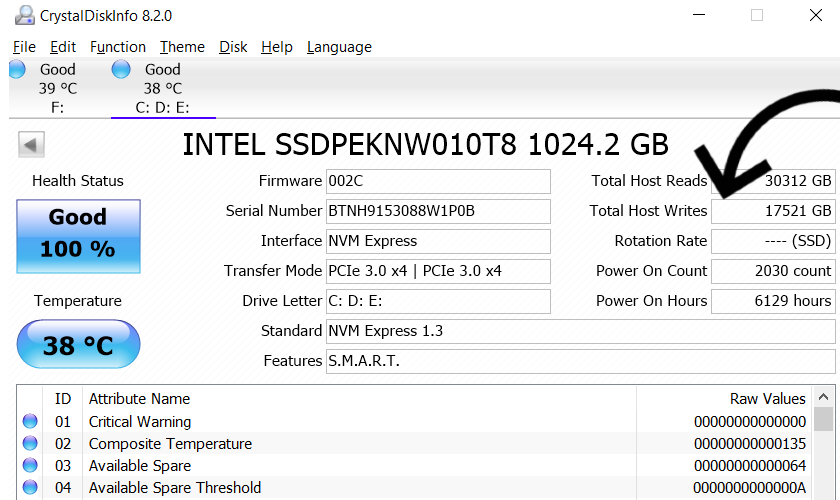 CrystalDiskInfo 8.2.0
File Edit Function Theme Disk Help Language
Good Good
39 °C 38 °C
F: C: D: E:
INTEL SSDPEKNW010T8 1024.2 GB
Health Status
Good
100 %
Temperature
38 °C
Firmware 002C
Serial Number BTNH9153088W1P0B
Interface NVM Express
Transfer Mode PCIe 3.0 x4 | PCIe 3.0 x4
Drive Letter C: D: E:
Standard NVM Express 1.3
Features S.M.A.R.T.
Total Host Reads 30312 GB
Total Host Writes 17521 GB
Rotation Rate ---- (SSD)
Power On Count 2030 count
Power On Hours 6129 hours
ID Attribute Name Raw Values
01 Critical Warning 00000000000000
02 Composite Temperature 00000000000135
03 Available Spare 00000000000064
04 Available Spare Threshold 0000000000000A